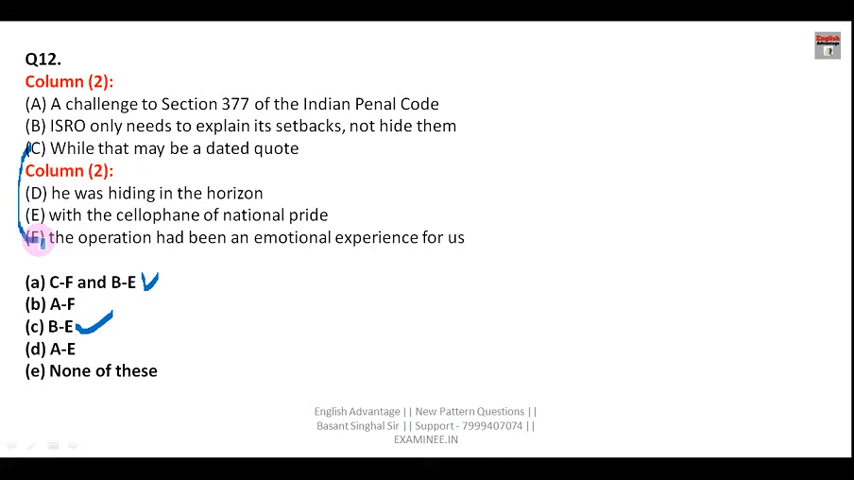 English
Advantage
Q12.
Column (2):
(A) A challenge to Section 377 of the Indian Penal Code
(B) ISRO only needs to explain its setbacks, not hide them
(C) While that may be a dated quote
Column (2):
(D) he was hiding in the horizon
(E) with the cellophane of national pride
(F) the operation had been an emotional experience for us
(a) C-F and B-E
(b) A-F
(c) B-E
(d) A-E
(e) None of these
English Advantage || New Pattern Questions ||
Basant Singhal Sir || Support - 7999407074 ||
EXAMINEE.IN